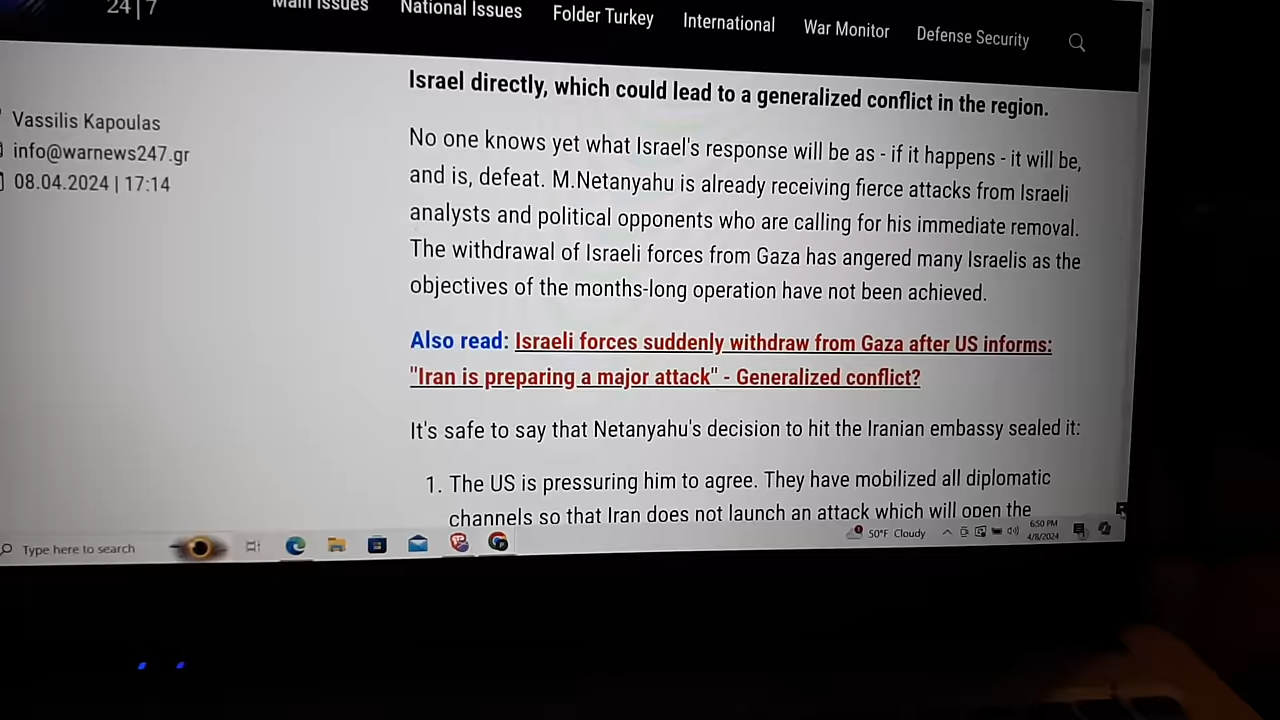 24|7
Main Issues National Issues Folder Turkey International War Monitor Defense Security
Israel directly, which could lead to a generalized conflict in the region.
Vassilis Kapoulas
info@warnews247.gr
08.04.2024 | 17:14
No one knows yet what Israel's response will be as - if it happens - it will be,
and is, defeat. M.Netanyahu is already receiving fierce attacks from Israeli
analysts and political opponents who are calling for his immediate removal.
The withdrawal of Israeli forces from Gaza has angered many Israelis as the
objectives of the months-long operation have not been achieved.
Also read: Israeli forces suddenly withdraw from Gaza after US informs:
"Iran is preparing a major attack" - Generalized conflict?
It's safe to say that Netanyahu's decision to hit the Iranian embassy sealed it:
1. The US is pressuring him to agree. They have mobilized all diplomatic
channels so that Iran does not launch an attack which will open the
Type here to search
50°F Cloudy
6:50 PM
4/8/2024